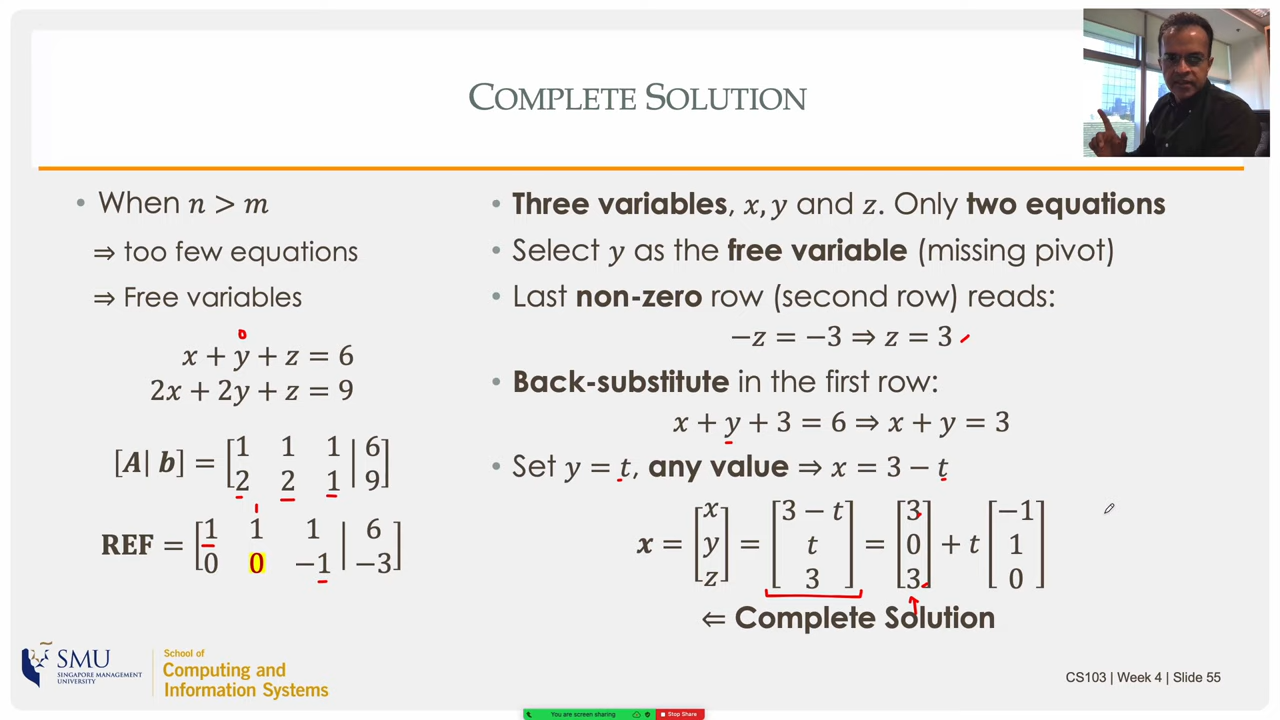 COMPLETE SOLUTION
• When n > m
⇒ too few equations
⇒ Free variables
x + y + z = 6
2x + 2y + z = 9
[A| b] = [1 1 1 | 6
2 2 1 | 9]
REF = [1 1 1 | 6
0 0 −1 | −3]
• Three variables, x, y and z. Only two equations
• Select y as the free variable (missing pivot)
• Last non-zero row (second row) reads:
−z = −3 ⇒ z = 3
• Back-substitute in the first row:
x + y + 3 = 6 ⇒ x + y = 3
• Set y = t, any value ⇒ x = 3 − t
x = [x y z] = [3 − t t 3] = [3 0 3] + t [−1 1 0]
⇐ Complete Solution
SMU
SINGAPORE MANAGEMENT
UNIVERSITY
School of
Computing and
Information Systems
CS103 | Week 4 | Slide 55
You are screen sharing
Stop Share